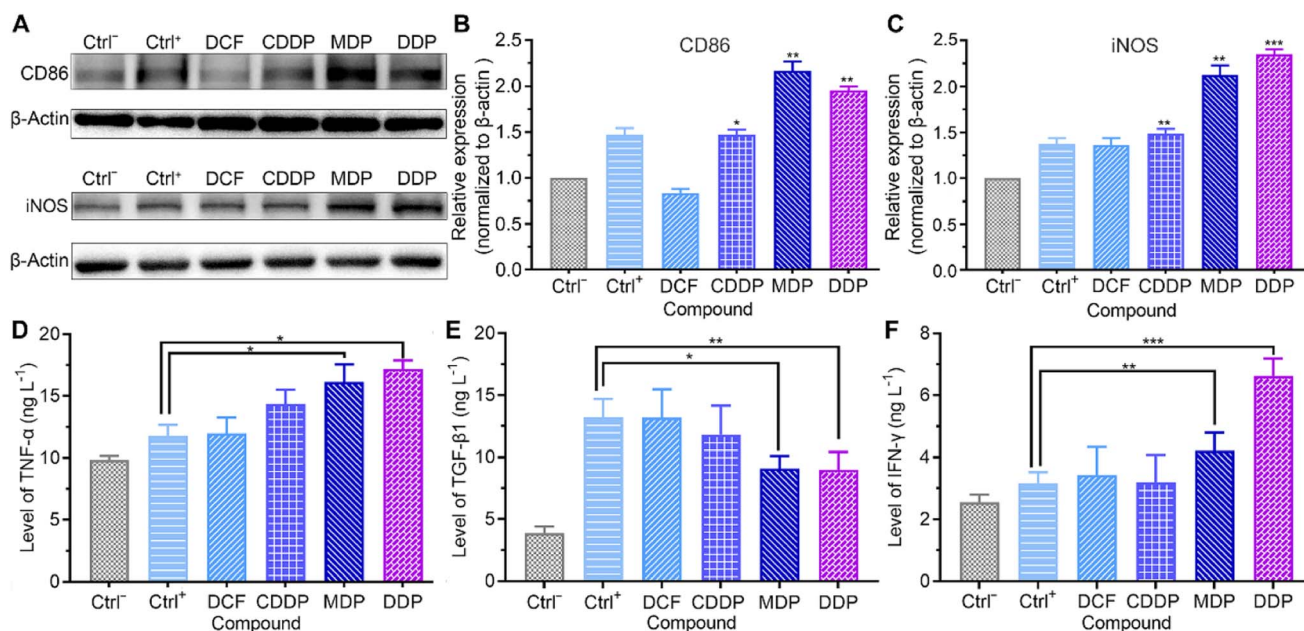 A
Ctrl⁻ Ctrl⁺ DCF CDDP MDP DDP
CD86
β-Actin
Ctrl⁻ Ctrl⁺ DCF CDDP MDP DDP
iNOS
β-Actin
B
CD86
Relative expression
(normalized to β-actin)
2.5
2.0
1.5
1.0
0.5
0.0
* ** **
Ctrl⁻ Ctrl⁺ DCF CDDP MDP DDP
Compound
C
iNOS
Relative expression
(normalized to β-actin)
2.5
2.0
1.5
1.0
0.5
0.0
** ** ***
Ctrl⁻ Ctrl⁺ DCF CDDP MDP DDP
Compound
D
Level of TNF-α (ng L⁻¹)
20
15
10
5
0
*
*
Ctrl⁻ Ctrl⁺ DCF CDDP MDP DDP
Compound
E
Level of TGF-β1 (ng L⁻¹)
20
15
10
5
0
**
*
Ctrl⁻ Ctrl⁺ DCF CDDP MDP DDP
Compound
F
Level of IFN-γ (ng L⁻¹)
8
6
4
2
0
***
**
Ctrl⁻ Ctrl⁺ DCF CDDP MDP DDP
Compound